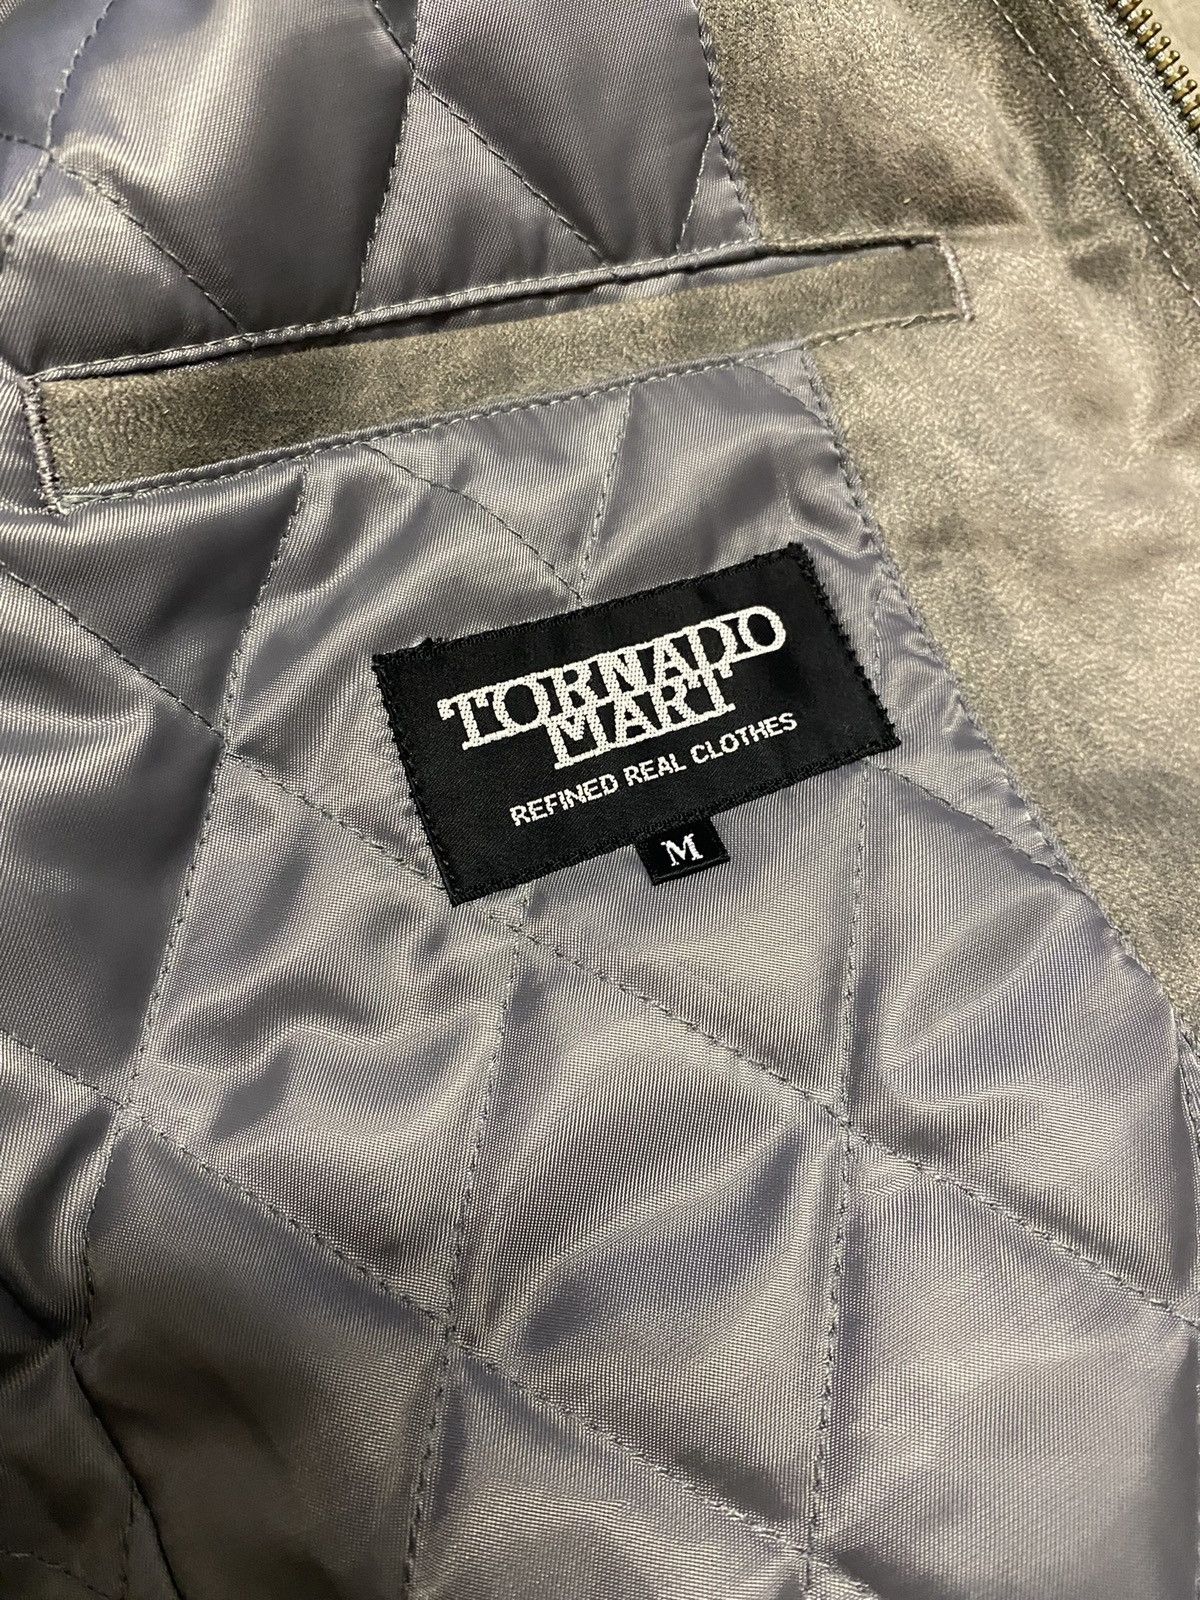 TORNADO
MART
REFINED REAL CLOTHES
M